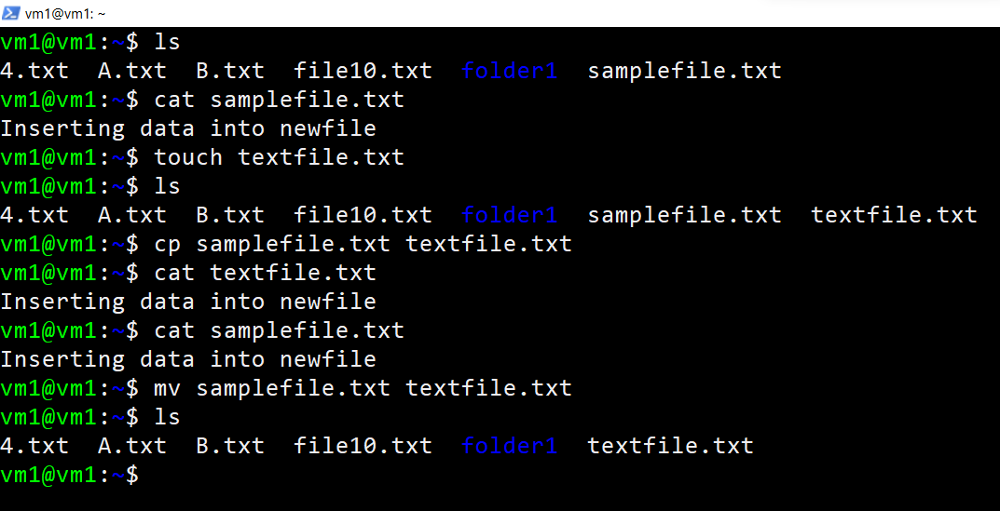 vm1@vm1: ~
vm1@vm1:~$ ls
4.txt  A.txt  B.txt  file10.txt  folder1  samplefile.txt
vm1@vm1:~$ cat samplefile.txt
Inserting data into newfile
vm1@vm1:~$ touch textfile.txt
vm1@vm1:~$ ls
4.txt  A.txt  B.txt  file10.txt  folder1  samplefile.txt  textfile.txt
vm1@vm1:~$ cp samplefile.txt textfile.txt
vm1@vm1:~$ cat textfile.txt
Inserting data into newfile
vm1@vm1:~$ cat samplefile.txt
Inserting data into newfile
vm1@vm1:~$ mv samplefile.txt textfile.txt
vm1@vm1:~$ ls
4.txt  A.txt  B.txt  file10.txt  folder1  textfile.txt
vm1@vm1:~$